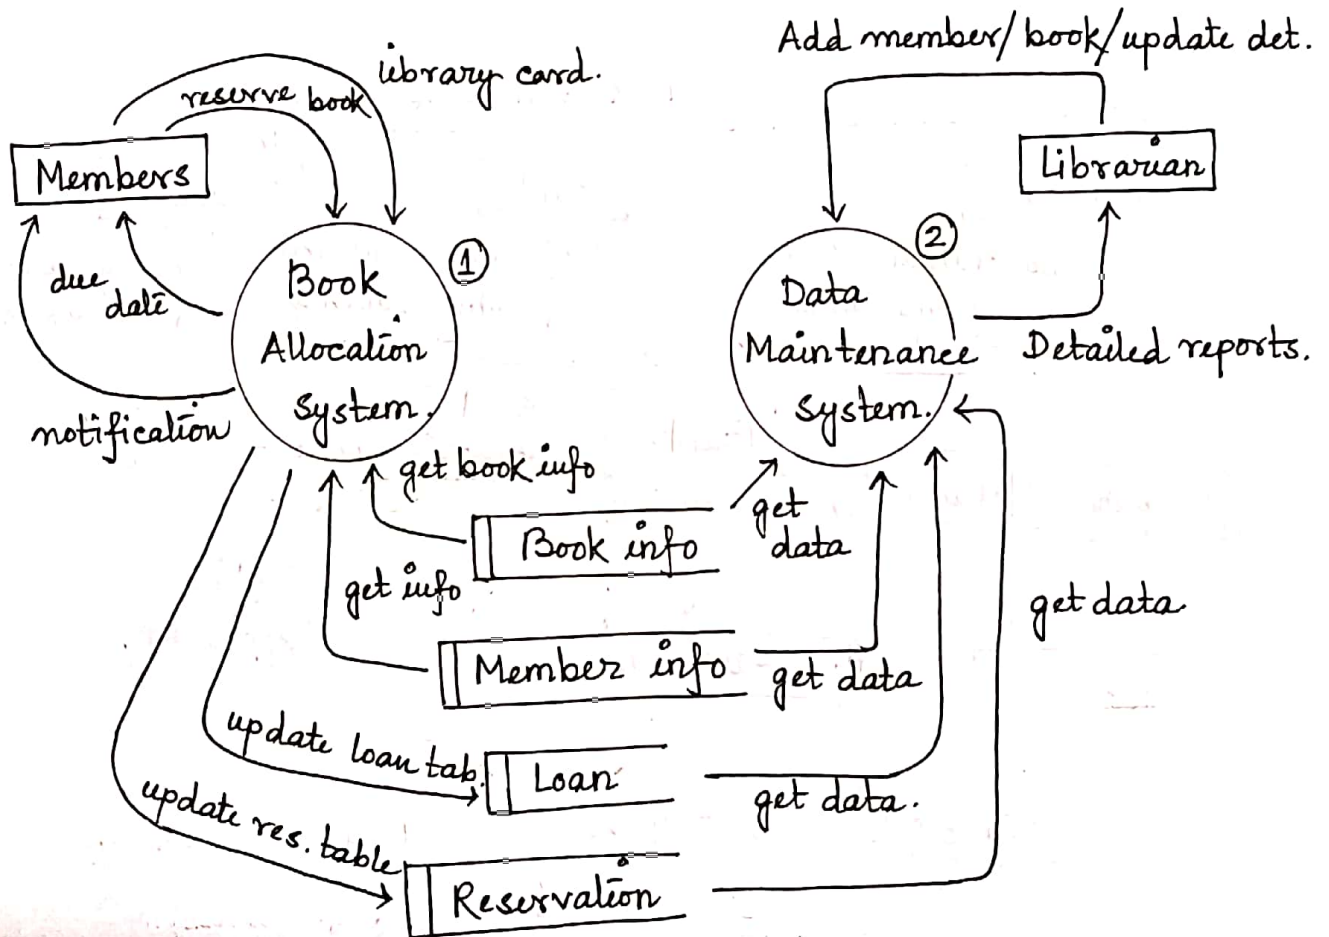 Add member/book/update det.
library card.
reserve book
Members
Librarian
1
2
due
date
Book
Allocation
System.
Data
Maintenance
System.
Detailed reports.
notification
get book info
get
data
Book info
get info
get data
Member info
get data
update loan tab.
Loan
get data.
update res. table
Reservation